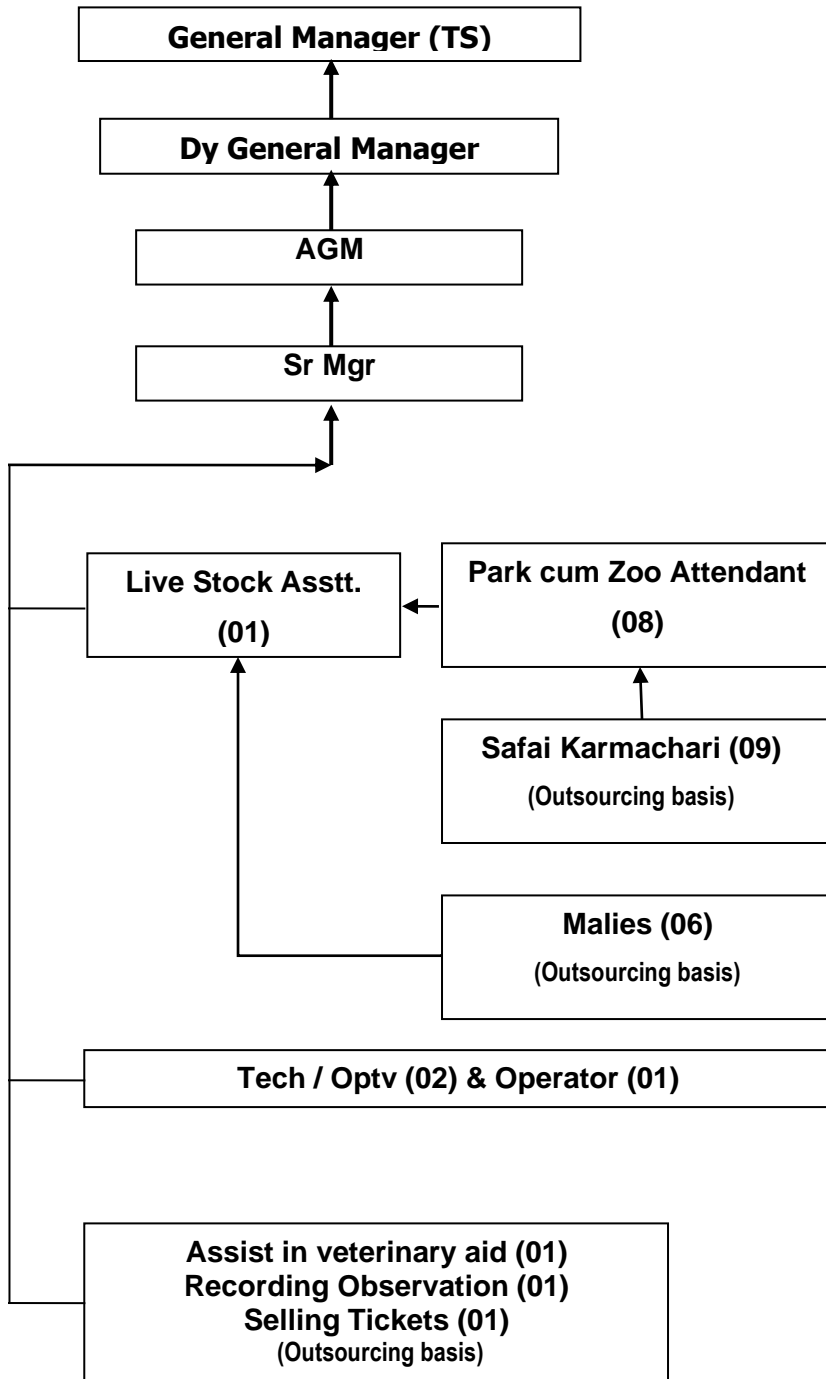 General Manager (TS)
Dy General Manager
AGM
Sr Mgr
Live Stock Asstt.
(01)
Park cum Zoo Attendant
(08)
Safai Karmachari (09)
(Outsourcing basis)
Malies (06)
(Outsourcing basis)
Tech / Optv (02) & Operator (01)
Assist in veterinary aid (01)
Recording Observation (01)
Selling Tickets (01)
(Outsourcing basis)